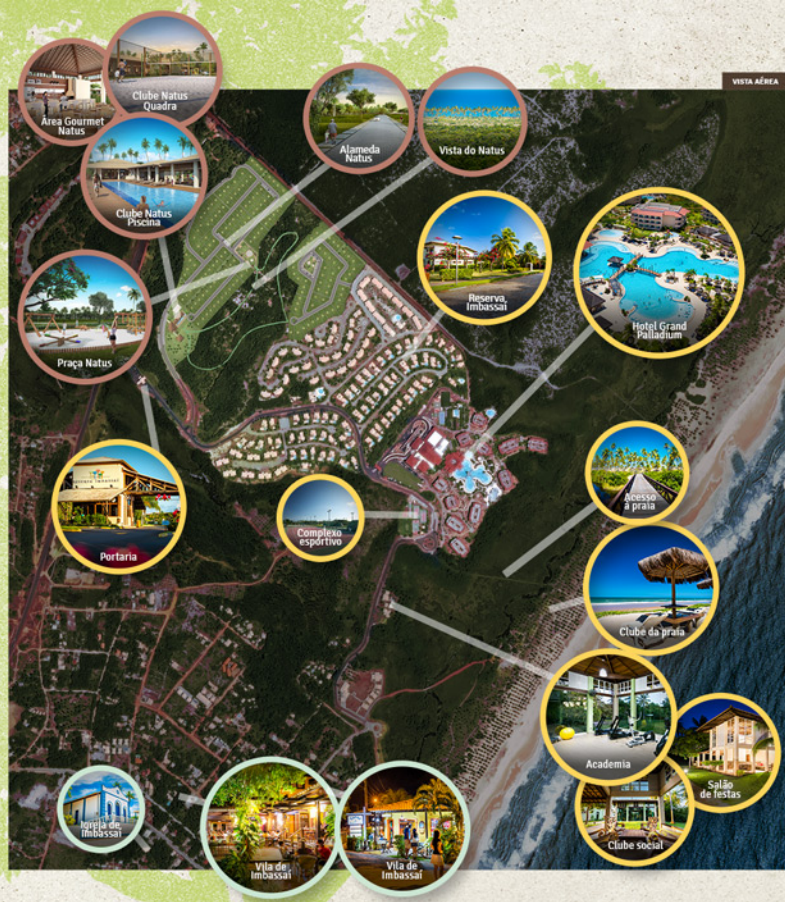 VISTA AÉREA
Área Gourmet
Natus
Clube Natus
Quadra
Clube Natus
Piscina
Alameda
Natus
Vista do Natus
Praça Natus
Reserva
Imbassaí
Hotel Grand
Palladium
Portaria
Complexo
esportivo
Acesso
à praia
Clube da praia
Academia
Salão
de festas
Clube social
Igreja de
Imbassaí
Vila de
Imbassaí
Vila de
Imbassaí